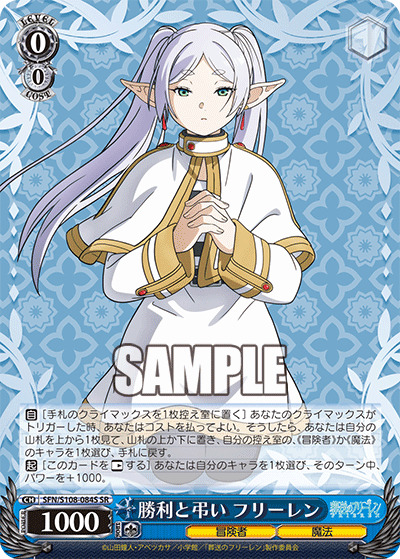 LEVEL
0
0
COST
SAMPLE
自 [手札のクライマックスを1枚控え室に置く] あなたのクライマックスが
トリガーした時、あなたはコストを払ってよい。そうしたら、あなたは自分の
山札を上から1枚見て、山札の上か下に置き、自分の控え室の、《冒険者》か《魔法》
のキャラを1枚選び、手札に戻す。
起 [このカードを する] あなたは自分のキャラを1枚選び、そのターン中、
パワーを+1000。
SFN/S108-084S SR
1000
勝利と弔い フリーレン
葬送のフリーレン
冒険者
魔法
©山田鐘人・アベツカサ/小学館/「葬送のフリーレン」製作委員会